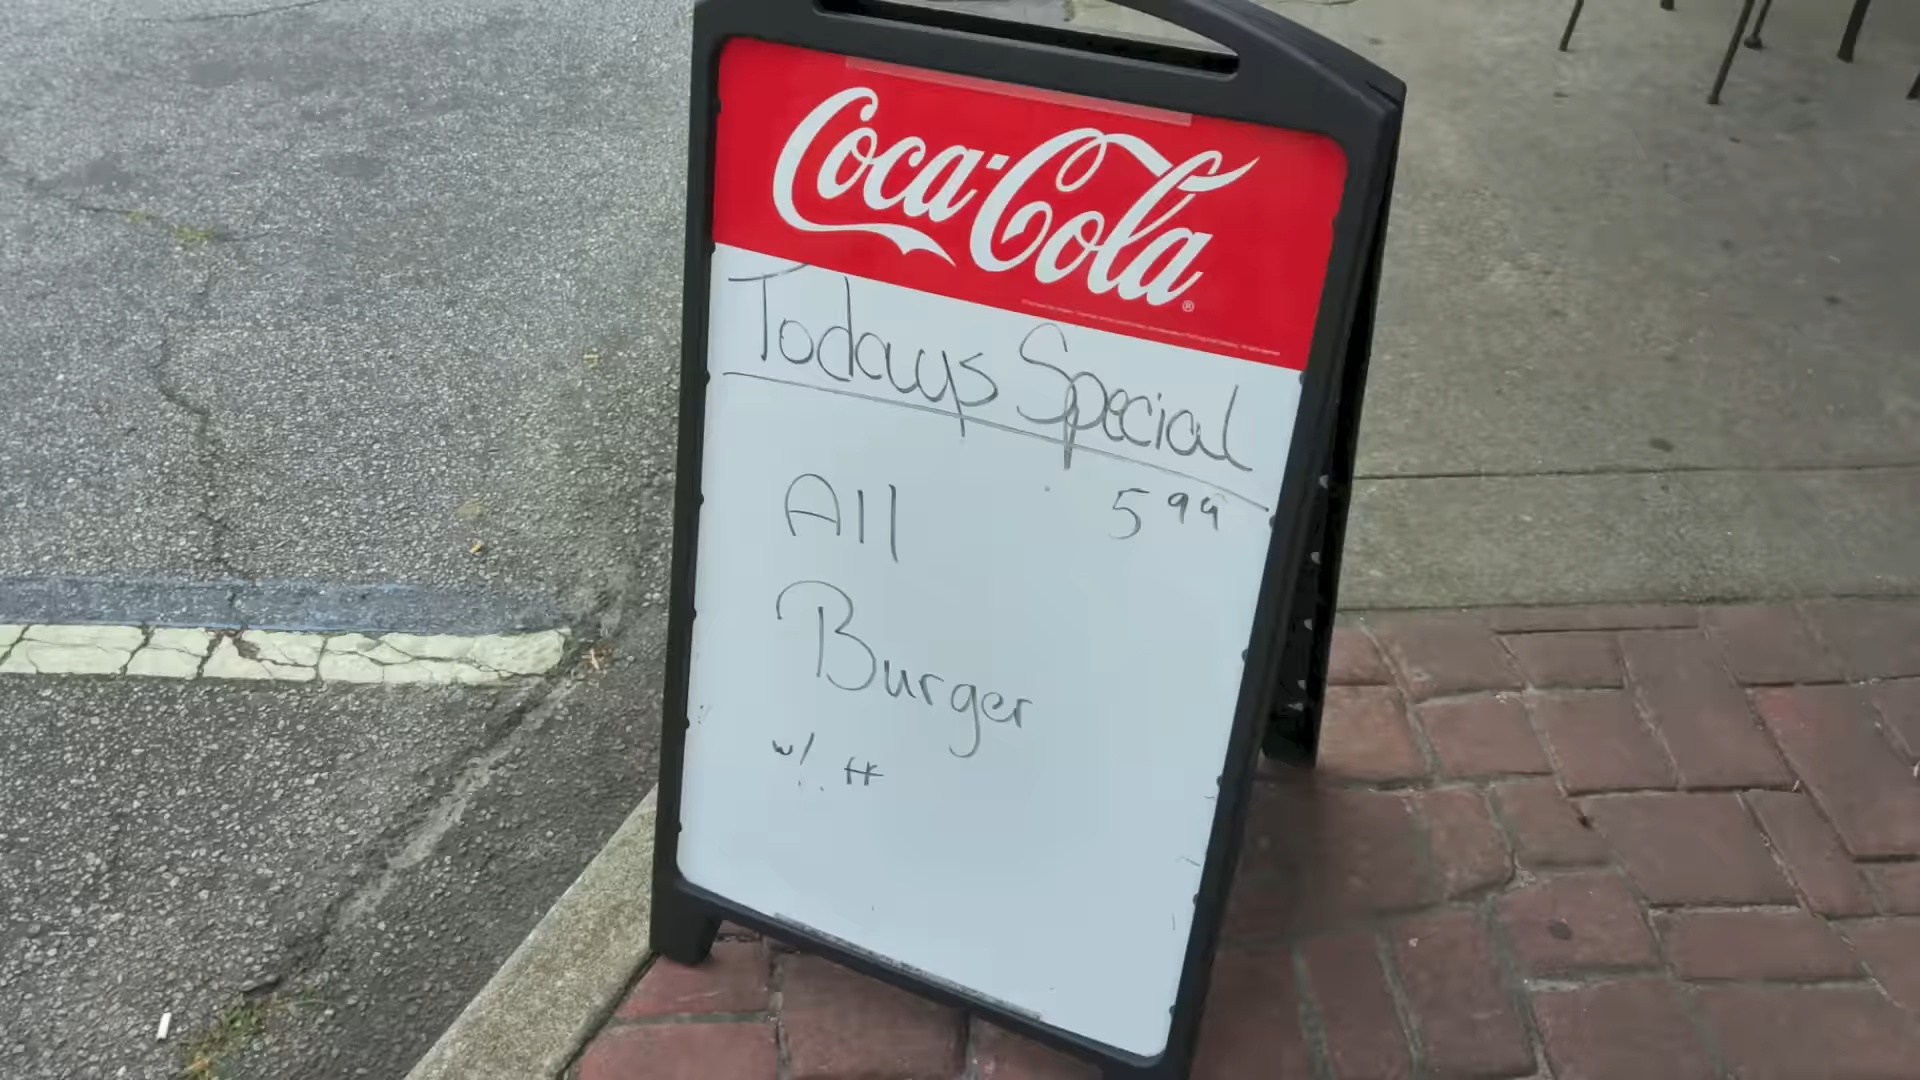 Coca-Cola®
Todays Special
All 5 99
Burger
w/ ff